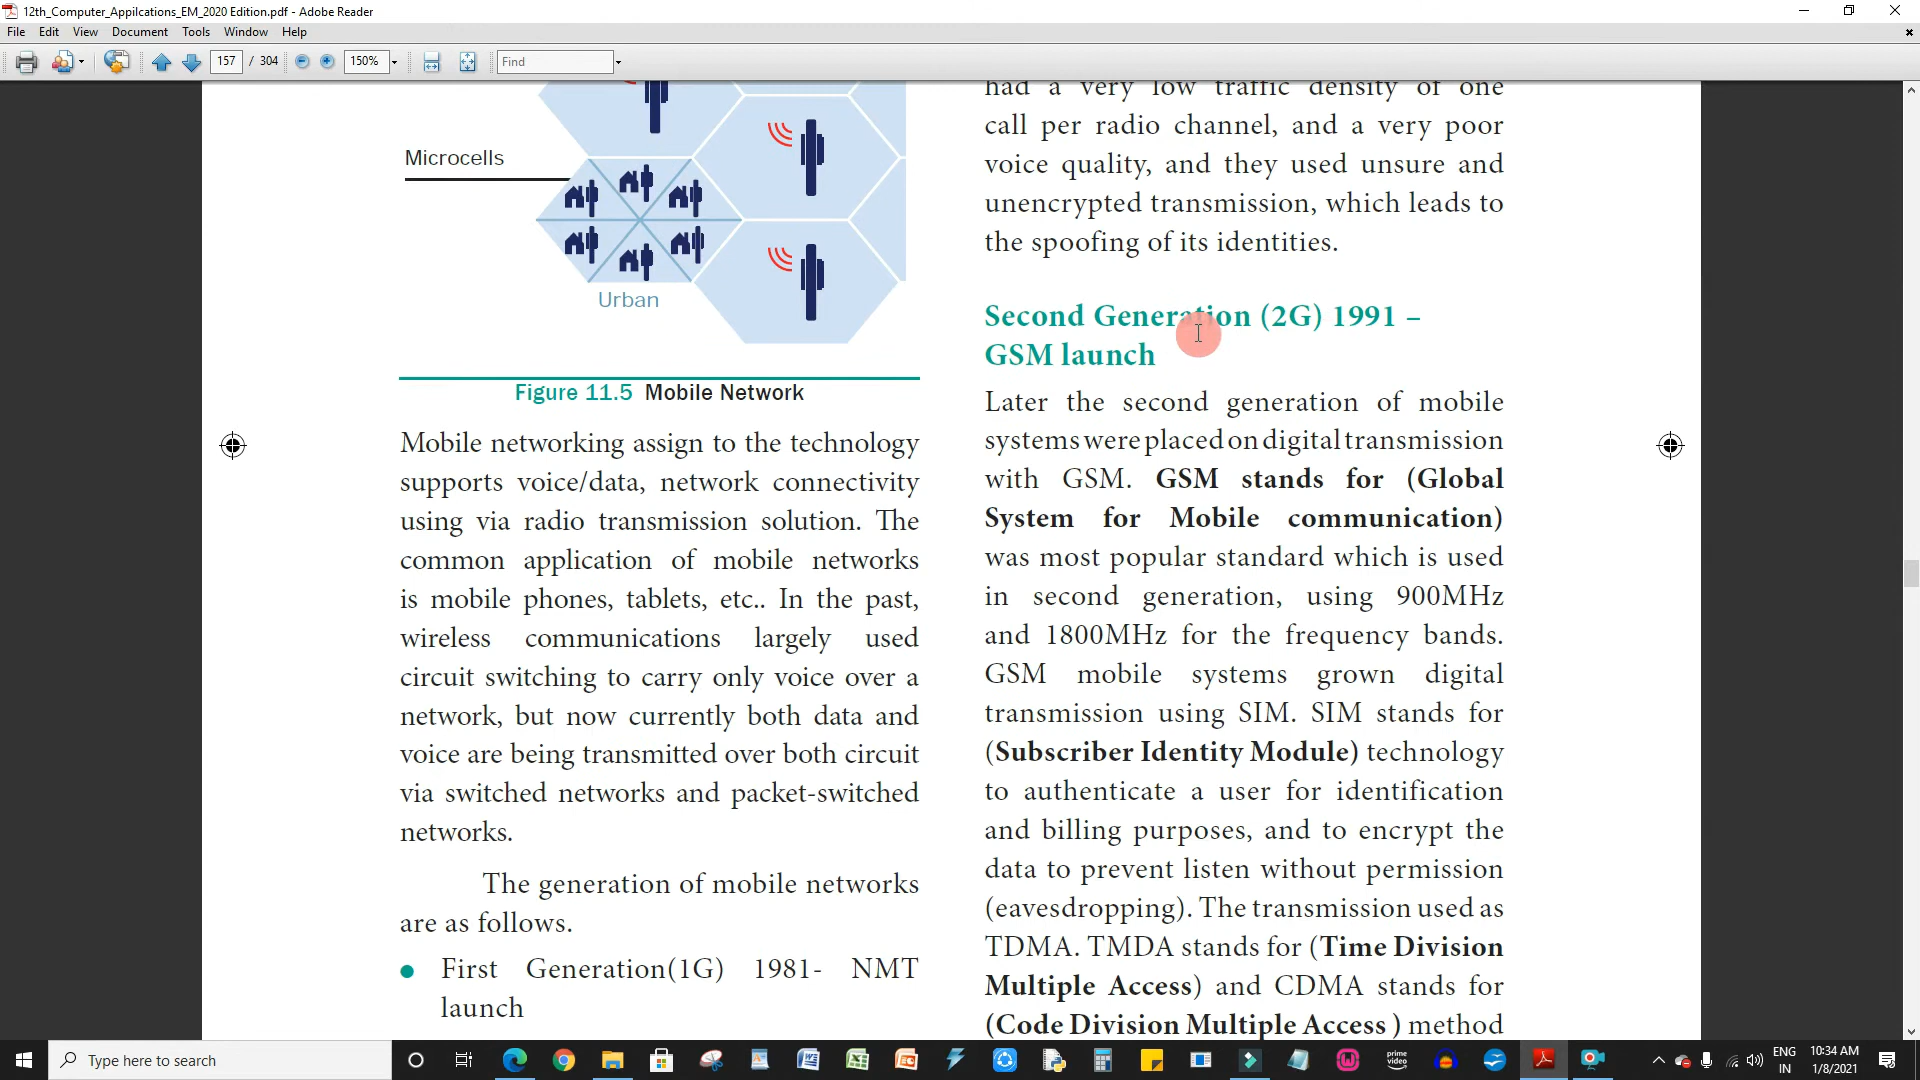 12th_Computer_Appilcations_EM_2020 Edition.pdf - Adobe Reader
File Edit View Document Tools Window Help
157 / 304 150% Find
Microcells
Urban
Figure 11.5 Mobile Network
Mobile networking assign to the technology
supports voice/data, network connectivity
using via radio transmission solution. The
common application of mobile networks
is mobile phones, tablets, etc.. In the past,
wireless communications largely used
circuit switching to carry only voice over a
network, but now currently both data and
voice are being transmitted over both circuit
via switched networks and packet-switched
networks.
The generation of mobile networks
are as follows.
● First Generation(1G) 1981- NMT
launch
had a very low traffic density of one
call per radio channel, and a very poor
voice quality, and they used unsure and
unencrypted transmission, which leads to
the spoofing of its identities.
Second Generation (2G) 1991 –
GSM launch
Later the second generation of mobile
systems were placed on digital transmission
with GSM. GSM stands for (Global
System for Mobile communication)
was most popular standard which is used
in second generation, using 900MHz
and 1800MHz for the frequency bands.
GSM mobile systems grown digital
transmission using SIM. SIM stands for
(Subscriber Identity Module) technology
to authenticate a user for identification
and billing purposes, and to encrypt the
data to prevent listen without permission
(eavesdropping). The transmission used as
TDMA. TMDA stands for (Time Division
Multiple Access) and CDMA stands for
(Code Division Multiple Access ) method
Type here to search
prime video
ENG
IN
10:34 AM
1/8/2021